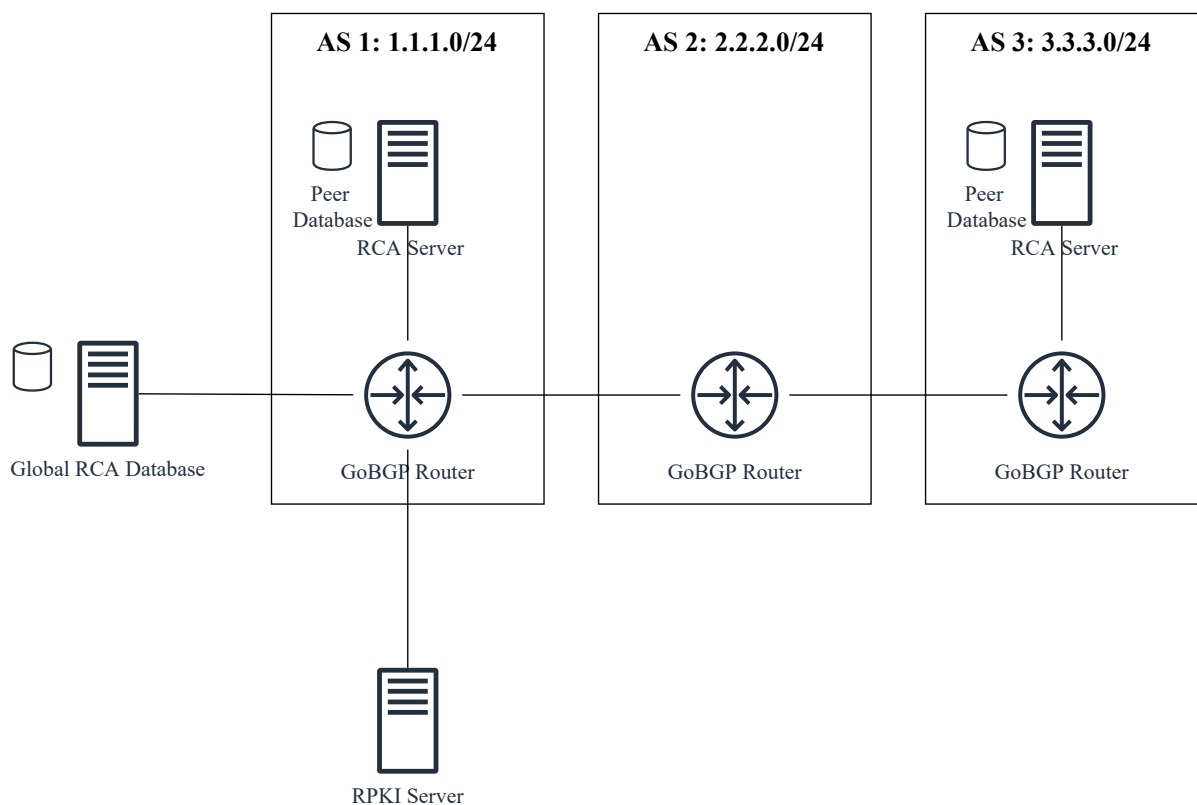 AS 1: 1.1.1.0/24
AS 2: 2.2.2.0/24
AS 3: 3.3.3.0/24
Peer
Database
RCA Server
Peer
Database
RCA Server
Global RCA Database
GoBGP Router
GoBGP Router
GoBGP Router
RPKI Server